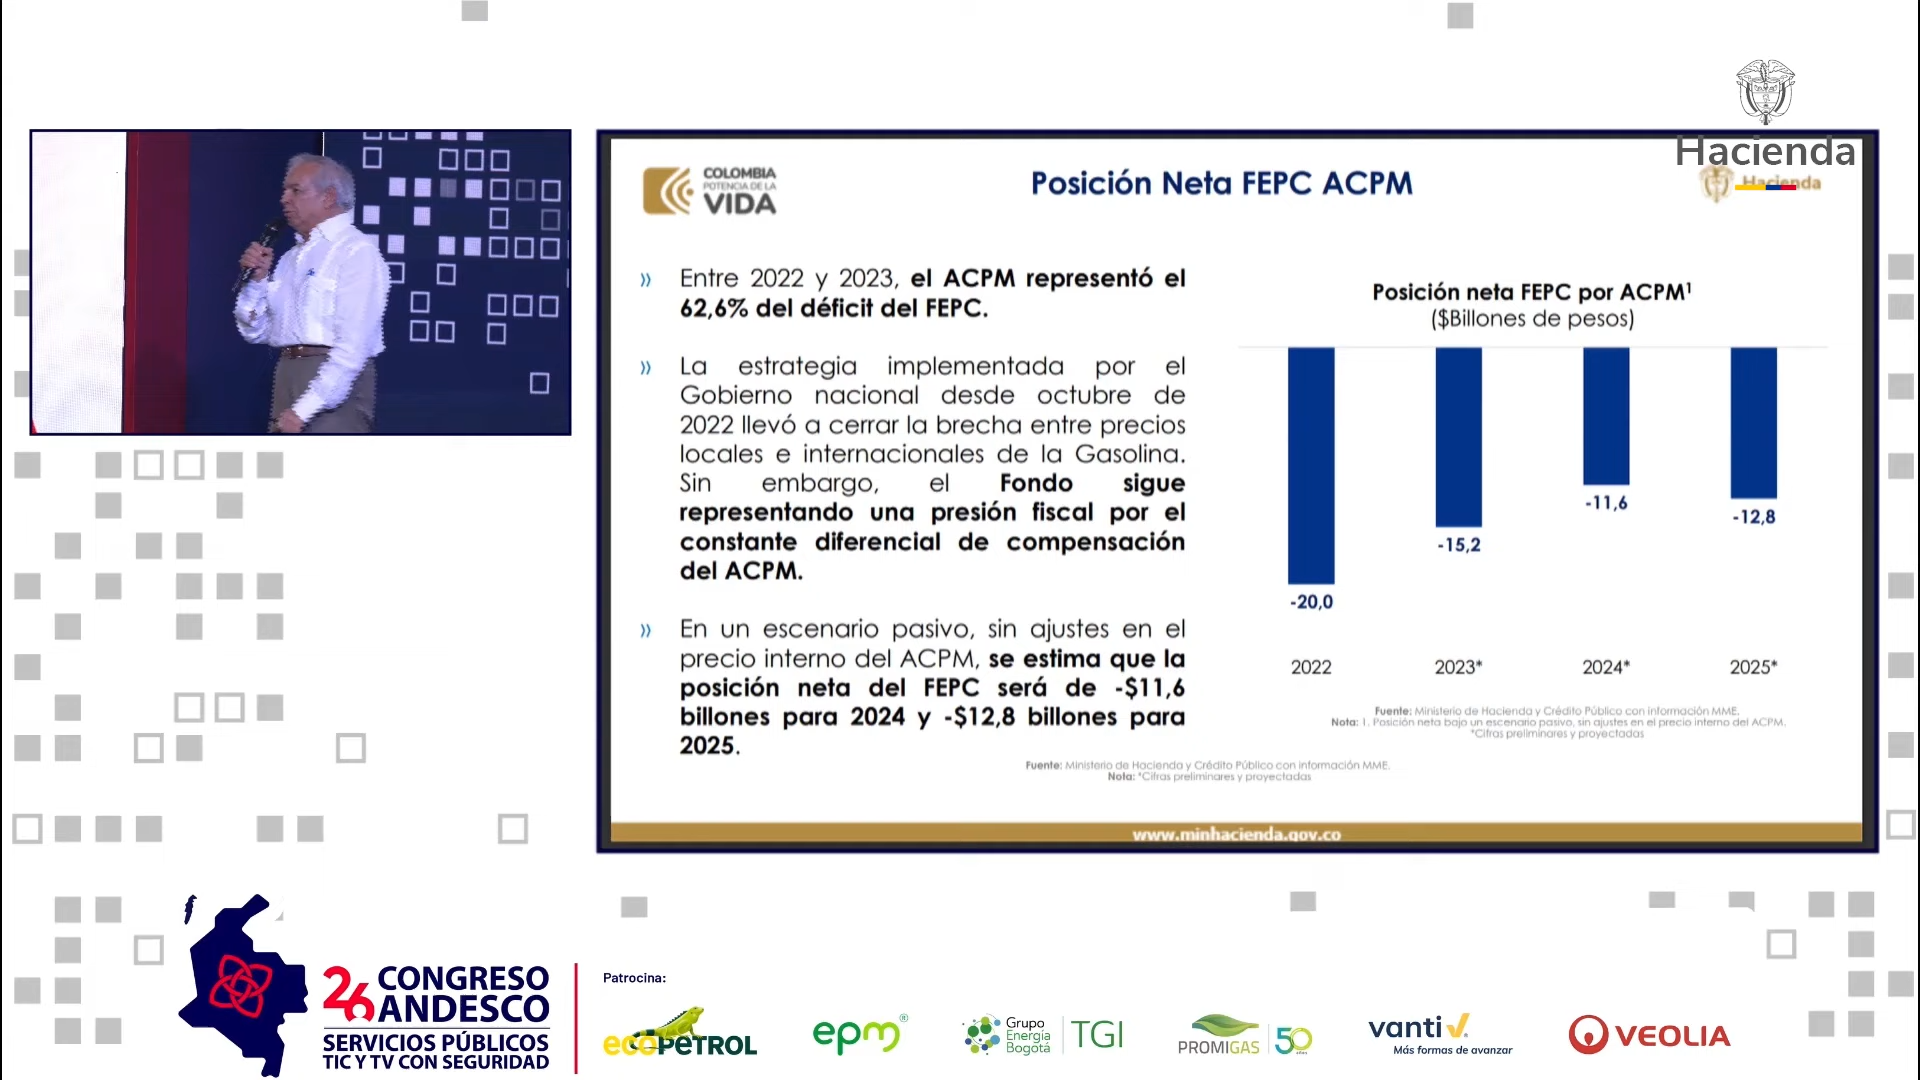 Hacienda
COLOMBIA
POTENCIA DE LA
VIDA
Posición Neta FEPC ACPM
Hacienda
» Entre 2022 y 2023, el ACPM representó el
62,6% del déficit del FEPC.
» La estrategia implementada por el
Gobierno nacional desde octubre de
2022 llevó a cerrar la brecha entre precios
locales e internacionales de la Gasolina.
Sin embargo, el Fondo sigue
representando una presión fiscal por el
constante diferencial de compensación
del ACPM.
» En un escenario pasivo, sin ajustes en el
precio interno del ACPM, se estima que la
posición neta del FEPC será de -$11,6
billones para 2024 y -$12,8 billones para
2025.
Posición neta FEPC por ACPM¹
($Billones de pesos)
-20,0
-15,2
-11,6
-12,8
2022 2023* 2024* 2025*
Fuente: Ministerio de Hacienda y Crédito Público con información MME.
Nota: 1. Posición neta bajo un escenario pasivo, sin ajustes en el precio interno del ACPM.
*Cifras preliminares y proyectadas
Fuente: Ministerio de Hacienda y Crédito Público con información MME.
Nota: *Cifras preliminares y proyectadas
www.minhacienda.gov.co
26 CONGRESO
ANDESCO
SERVICIOS PÚBLICOS
TIC Y TV CON SEGURIDAD
Patrocina:
ecoPETROL
epm®
Grupo
Energía
Bogotá
TGI
PROMIGAS
50
años
vanti
Más formas de avanzar
VEOLIA